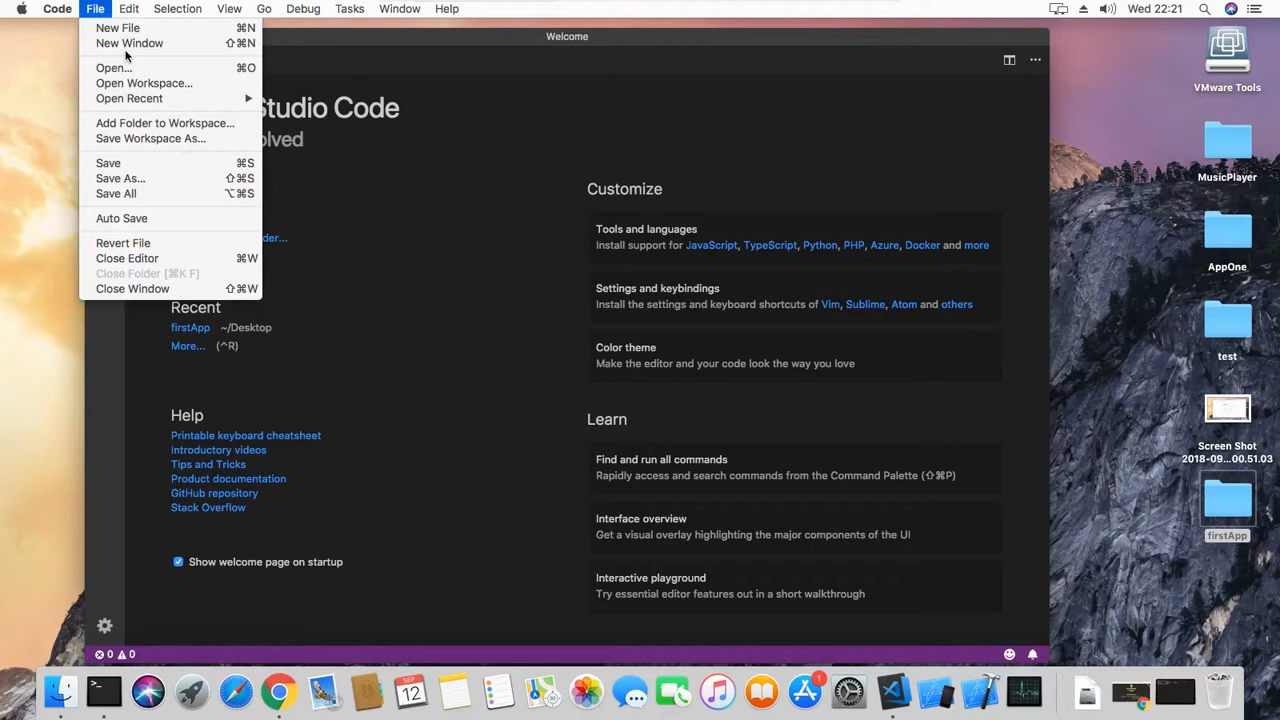 Code File Edit Selection View Go Debug Tasks Window Help Wed 22:21
New File ⌘N
New Window ⇧⌘N
Open... ⌘O
Open Workspace...
Open Recent
Add Folder to Workspace...
Save Workspace As...
Save ⌘S
Save As... ⇧⌘S
Save All ⌥⌘S
Auto Save
Revert File
Close Editor ⌘W
Close Folder [⌘K F]
Close Window ⇧⌘W
Welcome
Studio Code
olved
der...
Recent
firstApp ~/Desktop
More... (^R)
Help
Printable keyboard cheatsheet
Introductory videos
Tips and Tricks
Product documentation
GitHub repository
Stack Overflow
Show welcome page on startup
Customize
Tools and languages
Install support for JavaScript, TypeScript, Python, PHP, Azure, Docker and more
Settings and keybindings
Install the settings and keyboard shortcuts of Vim, Sublime, Atom and others
Color theme
Make the editor and your code look the way you love
Learn
Find and run all commands
Rapidly access and search commands from the Command Palette (⇧⌘P)
Interface overview
Get a visual overlay highlighting the major components of the UI
Interactive playground
Try essential editor features out in a short walkthrough
0 0
VMware Tools
MusicPlayer
AppOne
test
Screen Shot
2018-09...00.51.03
firstApp
SEP
12
1